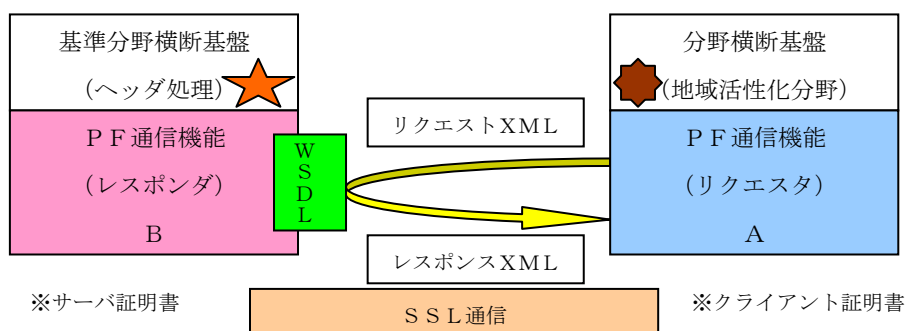 基準分野横断基盤
(ヘッダ処理)
ＰＦ通信機能
(レスポンダ)
Ｂ
WSDL
リクエストＸＭＬ
レスポンスＸＭＬ
分野横断基盤
(地域活性化分野)
ＰＦ通信機能
(リクエスタ)
Ａ
※サーバ証明書
ＳＳＬ通信
※クライアント証明書